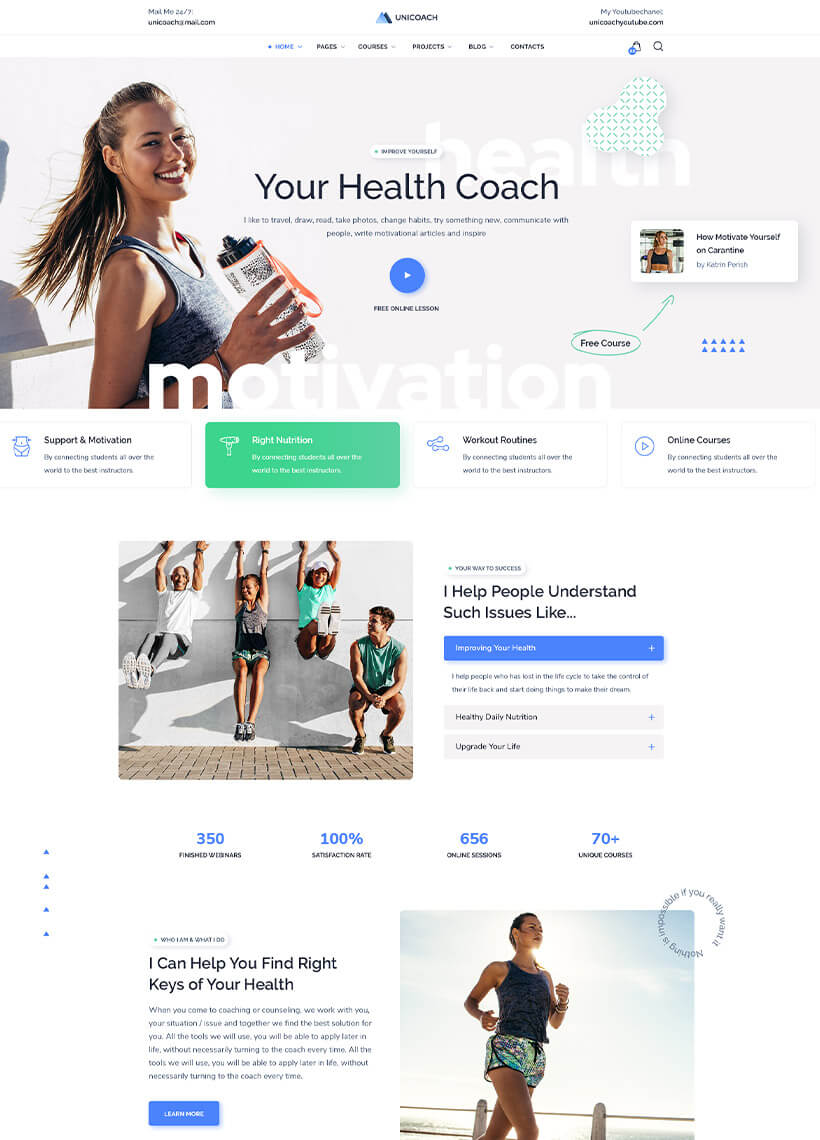 Mail Me 24/7:
unicoach@mail.com
UNICOACH
My Youtubechanel:
unicoachyoutube.com
HOME
PAGES
COURSES
PROJECTS
BLOG
CONTACTS
health
IMPROVE YOURSELF
Your Health Coach
I like to travel, draw, read, take photos, change habits, try something new, communicate with
people, write motivational articles and inspire
FREE ONLINE LESSON
How Motivate Yourself
on Carantine
by Katrin Perish
Free Course
motivation
Support & Motivation
By connecting students all over the
world to the best instructors.
Right Nutrition
By connecting students all over the
world to the best instructors.
Workout Routines
By connecting students all over the
world to the best instructors.
Online Courses
By connecting students all over the
world to the best instructors.
YOUR WAY TO SUCCESS
I Help People Understand
Such Issues Like...
Improving Your Health +
I help people who has lost in the life cycle to take the control of
their life back and start doing things to make their dream.
Healthy Daily Nutrition +
Upgrade Your Life +
350
FINISHED WEBINARS
100%
SATISFACTION RATE
656
ONLINE SESSIONS
70+
UNIQUE COURSES
Nothing is impossible if you really want it
WHO I AM & WHAT I DO
I Can Help You Find Right
Keys of Your Health
When you come to coaching or counseling, we work with you,
your situation / issue and together we find the best solution for
you. All the tools we will use, you will be able to apply later in
life, without necessarily turning to the coach every time. All the
tools we will use, you will be able to apply later in life, without
necessarily turning to the coach every time.
LEARN MORE